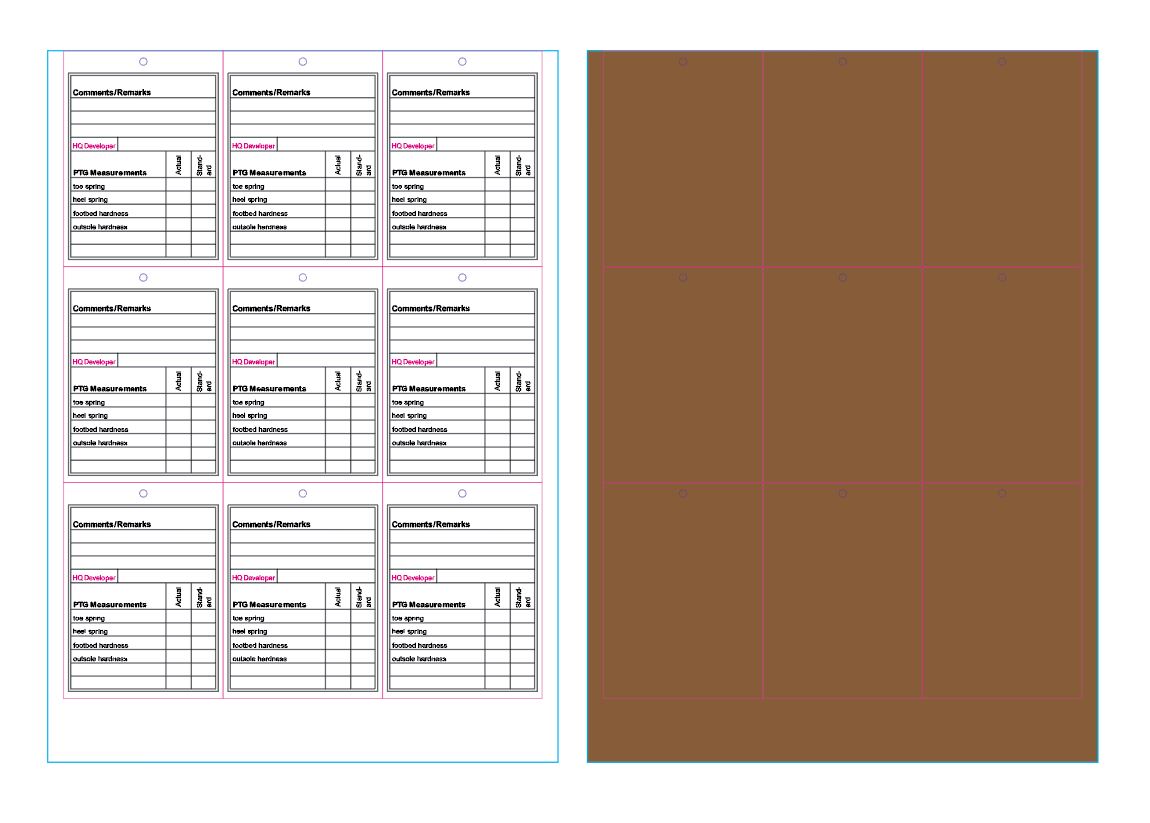 Comments/Remarks Comments/Remarks Comments/Remarks
HQ Developer HQ Developer HQ Developer
PTG Measurements Actual Stand-ard PTG Measurements Actual Stand-ard PTG Measurements Actual Stand-ard
toe spring toe spring toe spring
heel spring heel spring heel spring
footbed hardness footbed hardness footbed hardness
outsole hardness outsole hardness outsole hardness
Comments/Remarks Comments/Remarks Comments/Remarks
HQ Developer HQ Developer HQ Developer
PTG Measurements Actual Stand-ard PTG Measurements Actual Stand-ard PTG Measurements Actual Stand-ard
toe spring toe spring toe spring
heel spring heel spring heel spring
footbed hardness footbed hardness footbed hardness
outsole hardness outsole hardness outsole hardness
Comments/Remarks Comments/Remarks Comments/Remarks
HQ Developer HQ Developer HQ Developer
PTG Measurements Actual Stand-ard PTG Measurements Actual Stand-ard PTG Measurements Actual Stand-ard
toe spring toe spring toe spring
heel spring heel spring heel spring
footbed hardness footbed hardness footbed hardness
outsole hardness outsole hardness outsole hardness